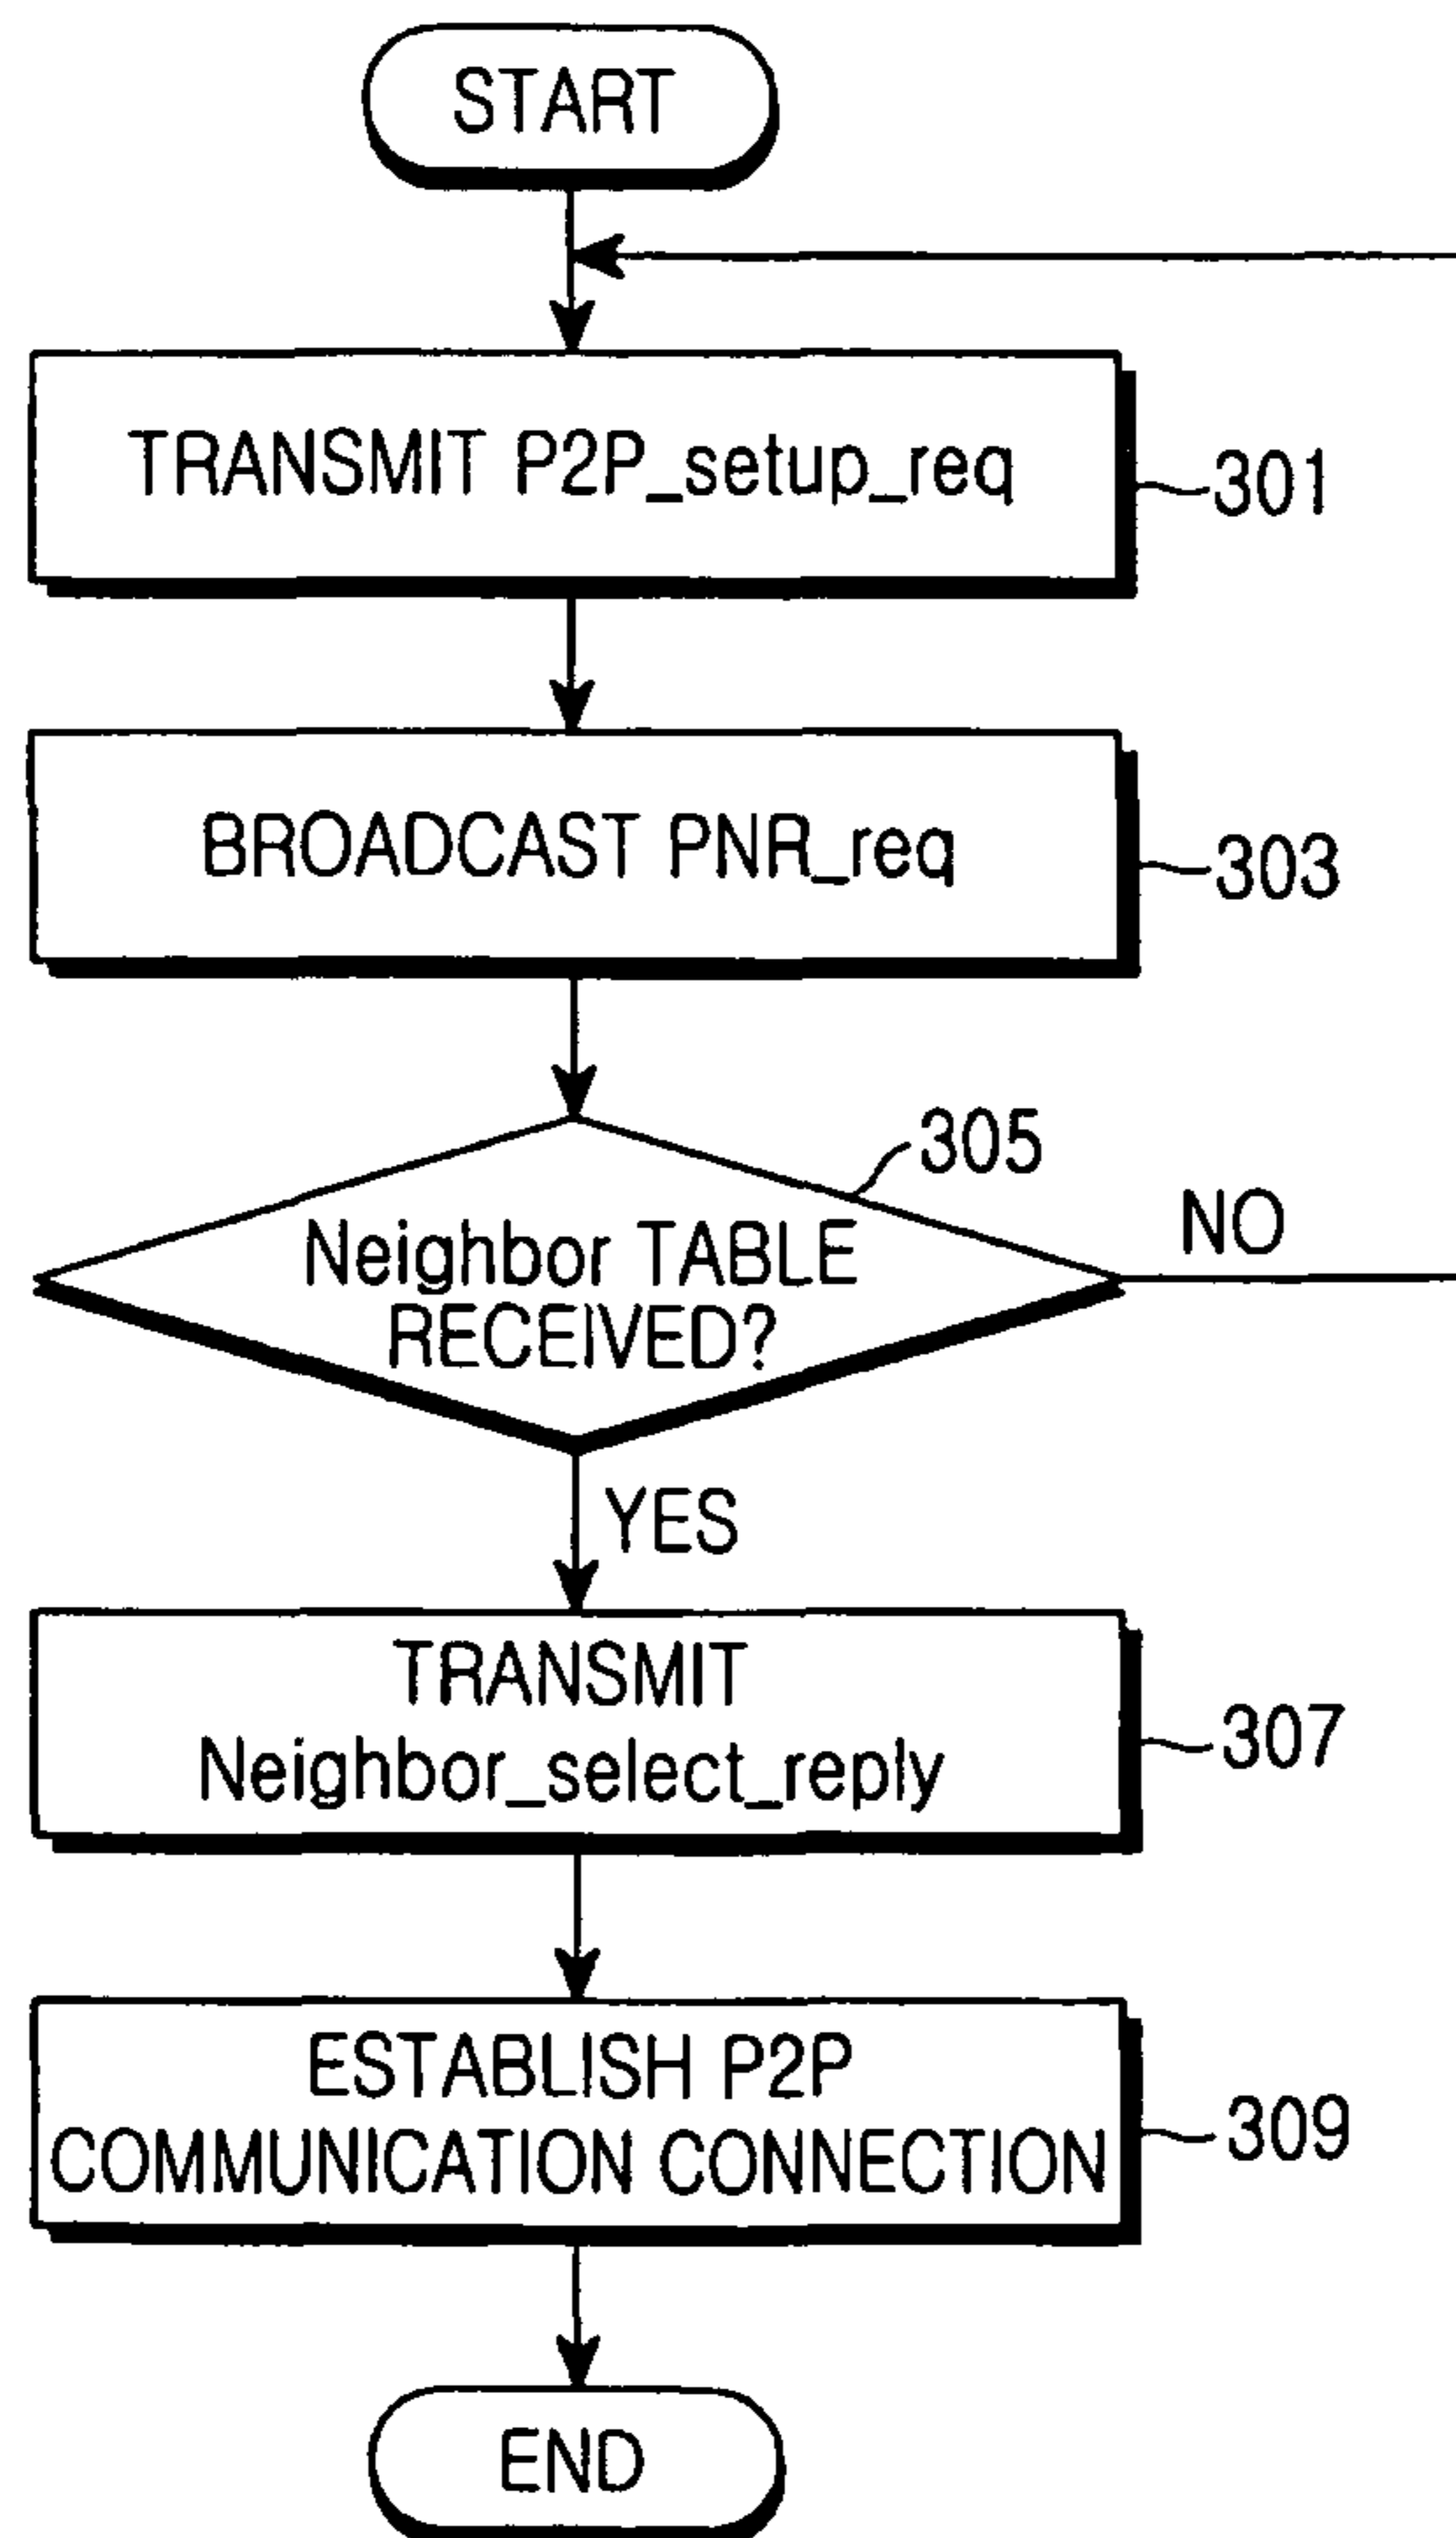 START
TRANSMIT P2P_setup_req
301
BROADCAST PNR_req
303
305
Neighbor TABLE
RECEIVED?
NO
YES
TRANSMIT
Neighbor_select_reply
307
ESTABLISH P2P
COMMUNICATION CONNECTION
309
END